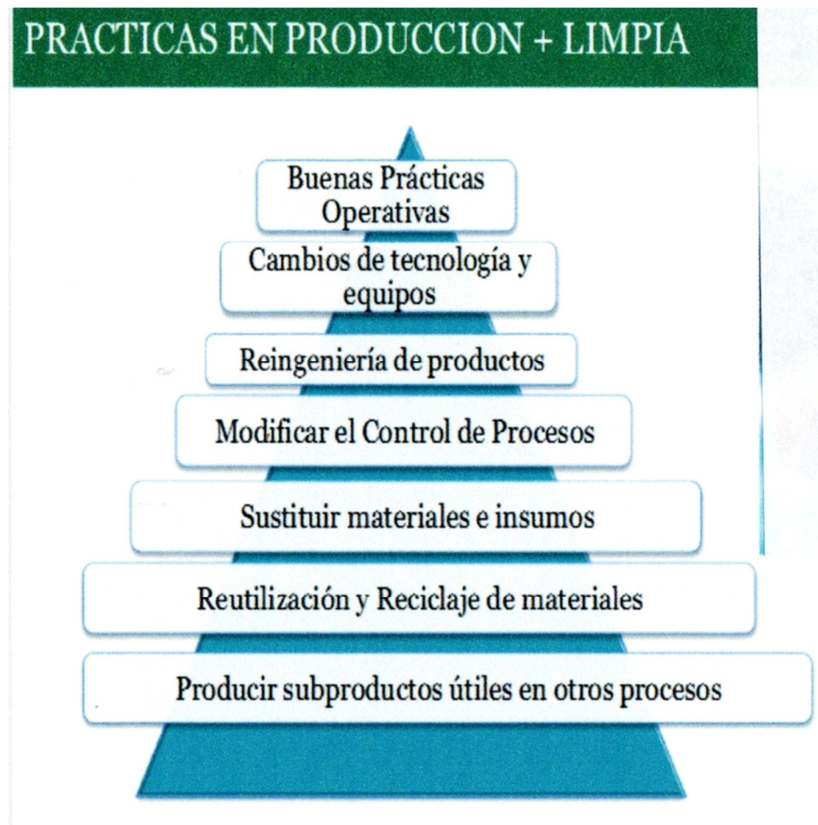 PRACTICAS EN PRODUCCION + LIMPIA
Buenas Prácticas
Operativas
Cambios de tecnología y
equipos
Reingeniería de productos
Modificar el Control de Procesos
Sustituir materiales e insumos
Reutilización y Reciclaje de materiales
Producir subproductos útiles en otros procesos